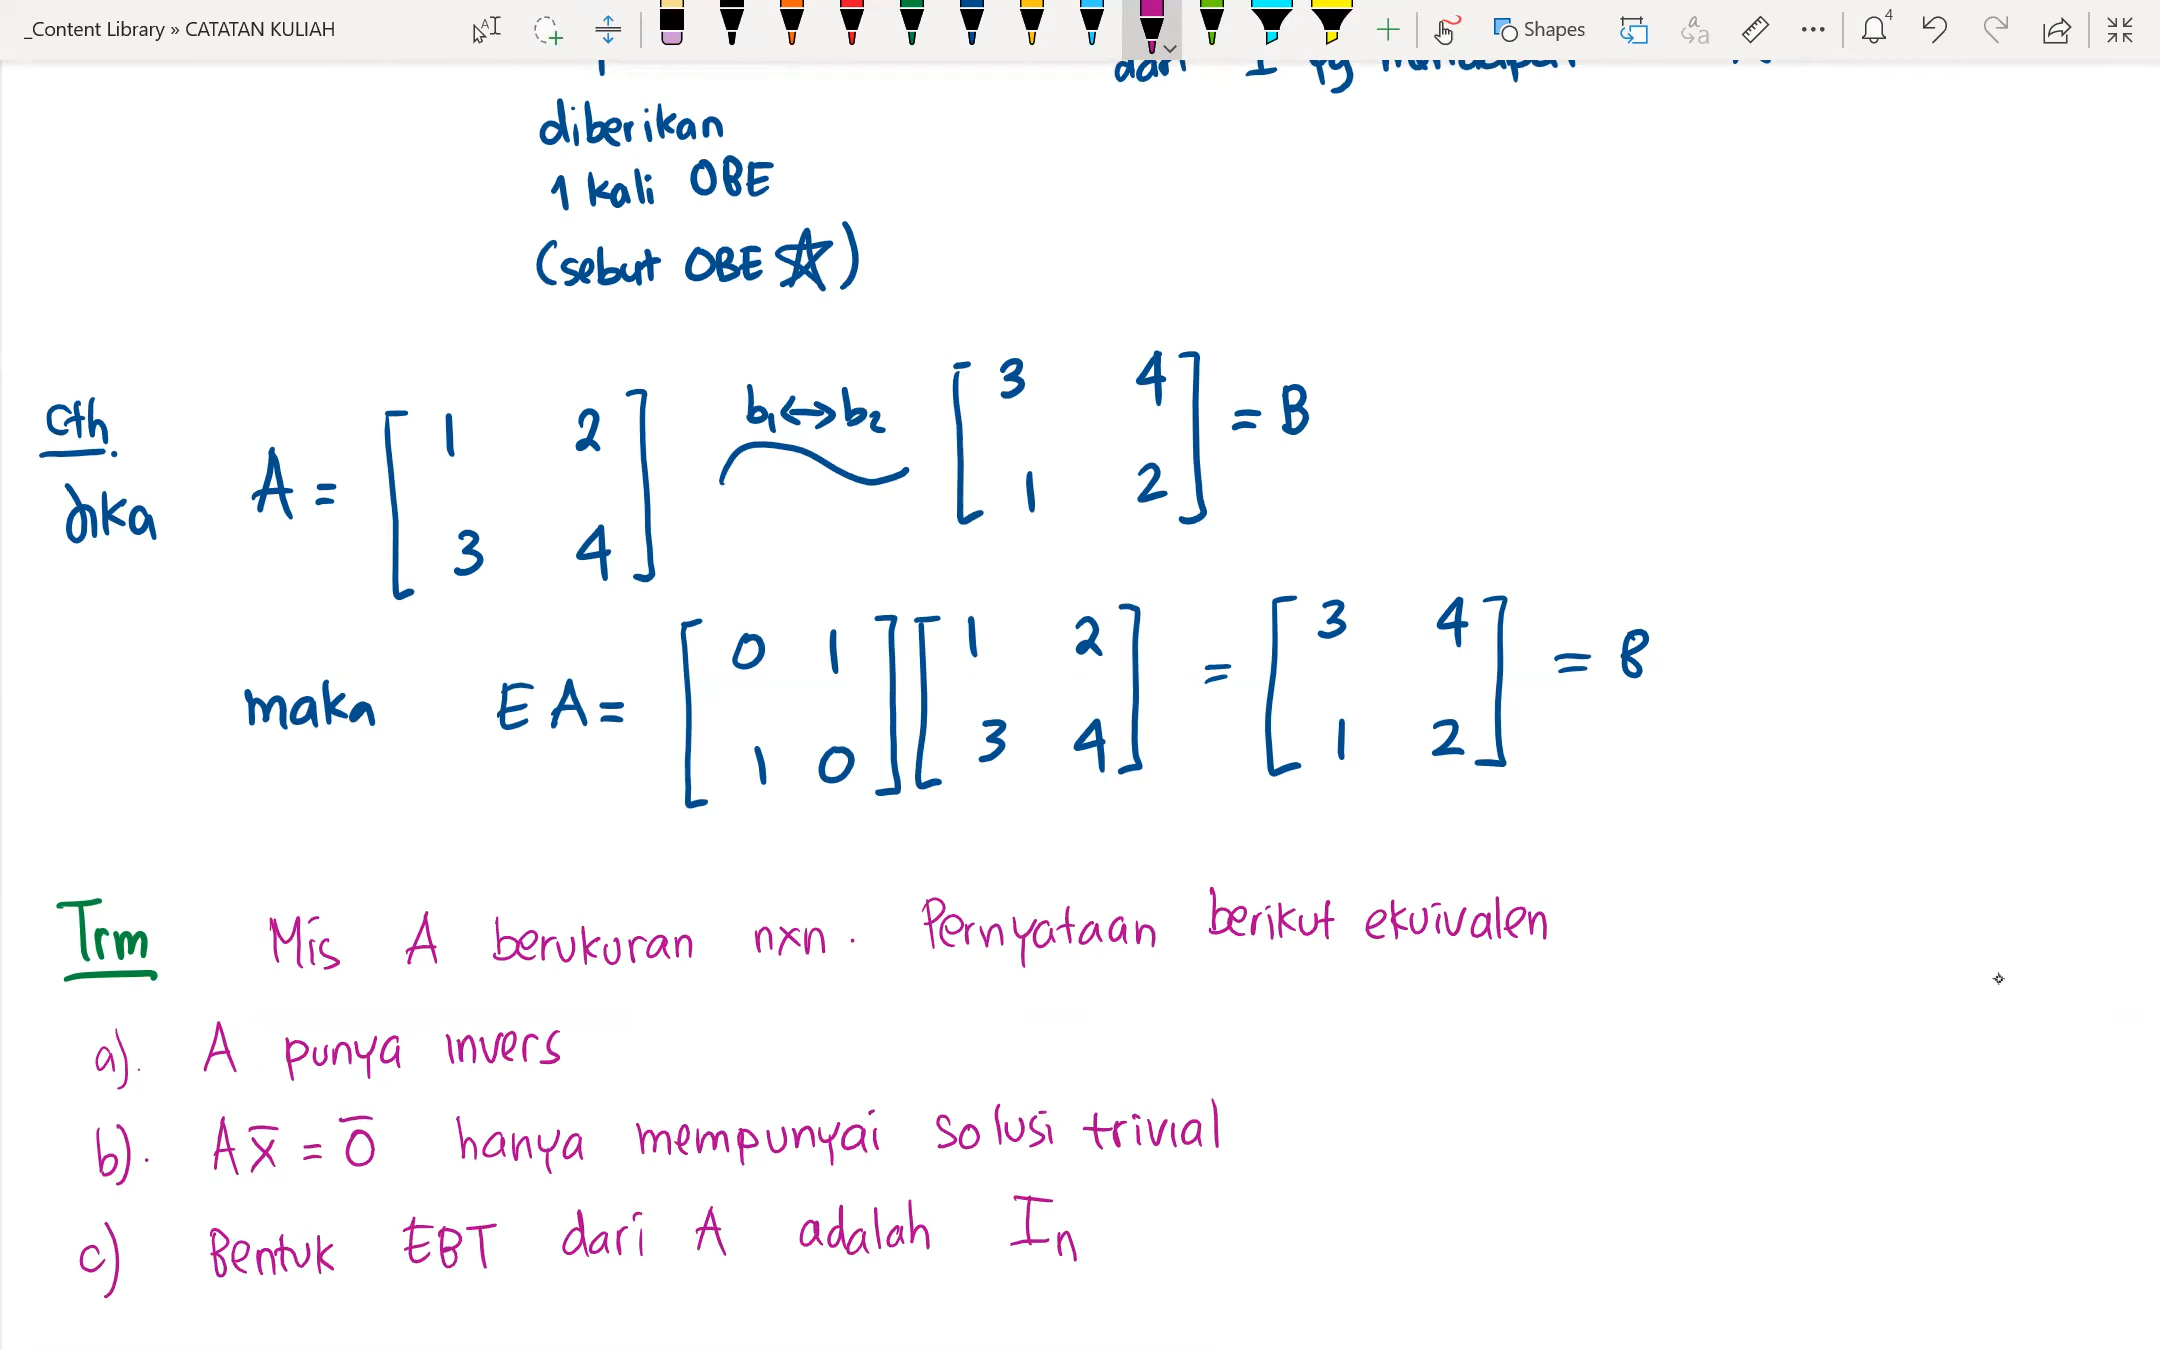 _Content Library » CATATAN KULIAH
Shapes
4
dari I yg
diberikan
1 kali OBE
(sebut OBE ☆)
Cth.
Jika A = [1 2; 3 4] b₁↔b₂ [3 4; 1 2] = B
maka EA = [0 1; 1 0] [1 2; 3 4] = [3 4; 1 2] = B
Trm Mis A berukuran nxn. Pernyataan berikut ekuivalen
a). A punya invers
b). Ax̄ = 0̄ hanya mempunyai solusi trivial
c) Bentuk EBT dari A adalah Iₙ